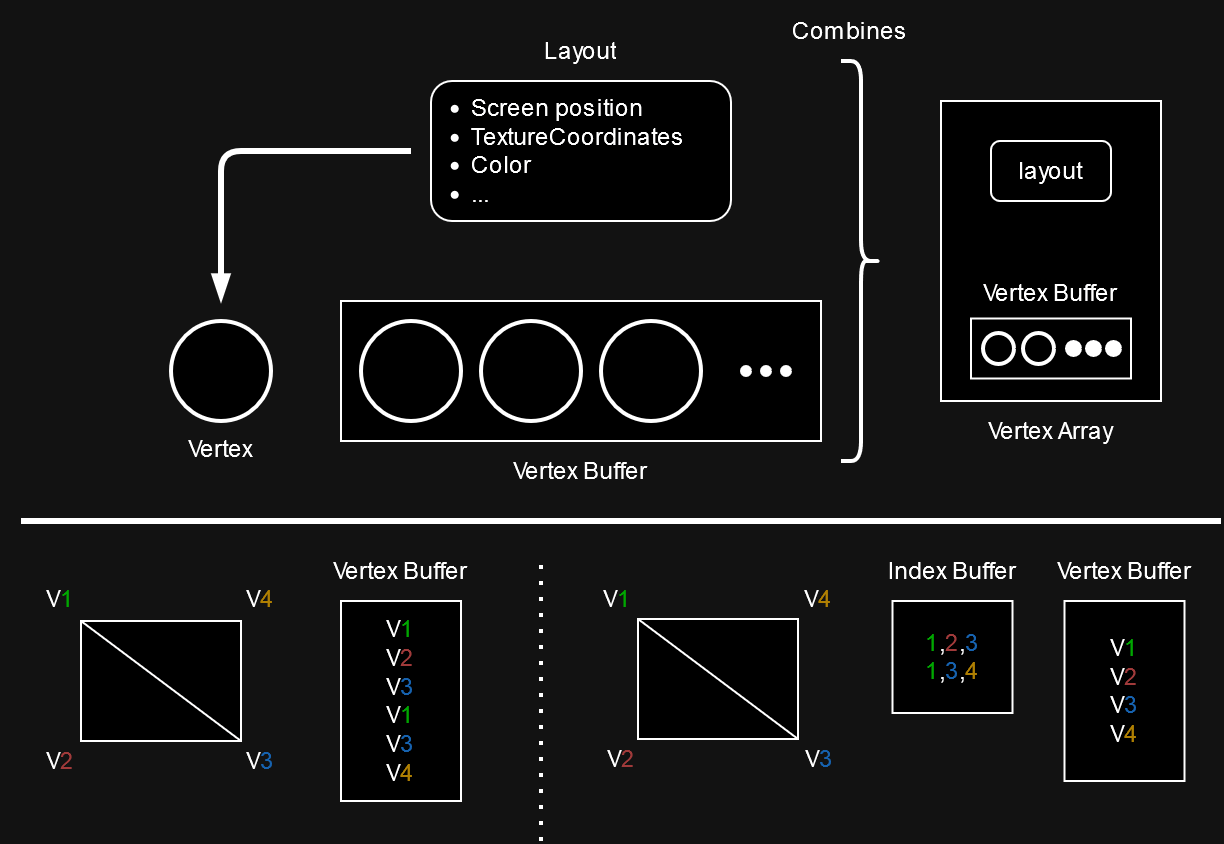 Combines
Layout
• Screen position
• TextureCoordinates
• Color
• ...
layout
Vertex Buffer
Vertex Array
Vertex
Vertex Buffer
V1
V4
V2
V3
Vertex Buffer
V1
V2
V3
V1
V3
V4
V1
V4
V2
V3
Index Buffer
1,2,3
1,3,4
Vertex Buffer
V1
V2
V3
V4